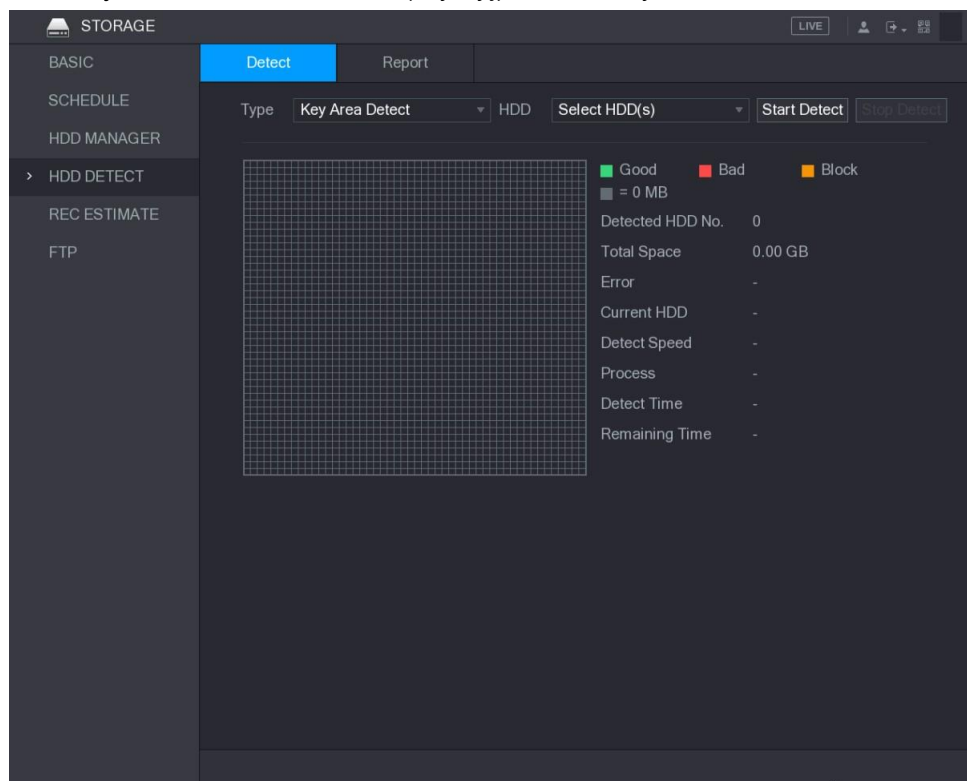 STORAGE LIVE
BASIC
SCHEDULE
HDD MANAGER
> HDD DETECT
REC ESTIMATE
FTP
Detect Report
Type Key Area Detect HDD Select HDD(s) Start Detect Stop Detect
Good Bad Block
= 0 MB
Detected HDD No. 0
Total Space 0.00 GB
Error -
Current HDD -
Detect Speed -
Process -
Detect Time -
Remaining Time -